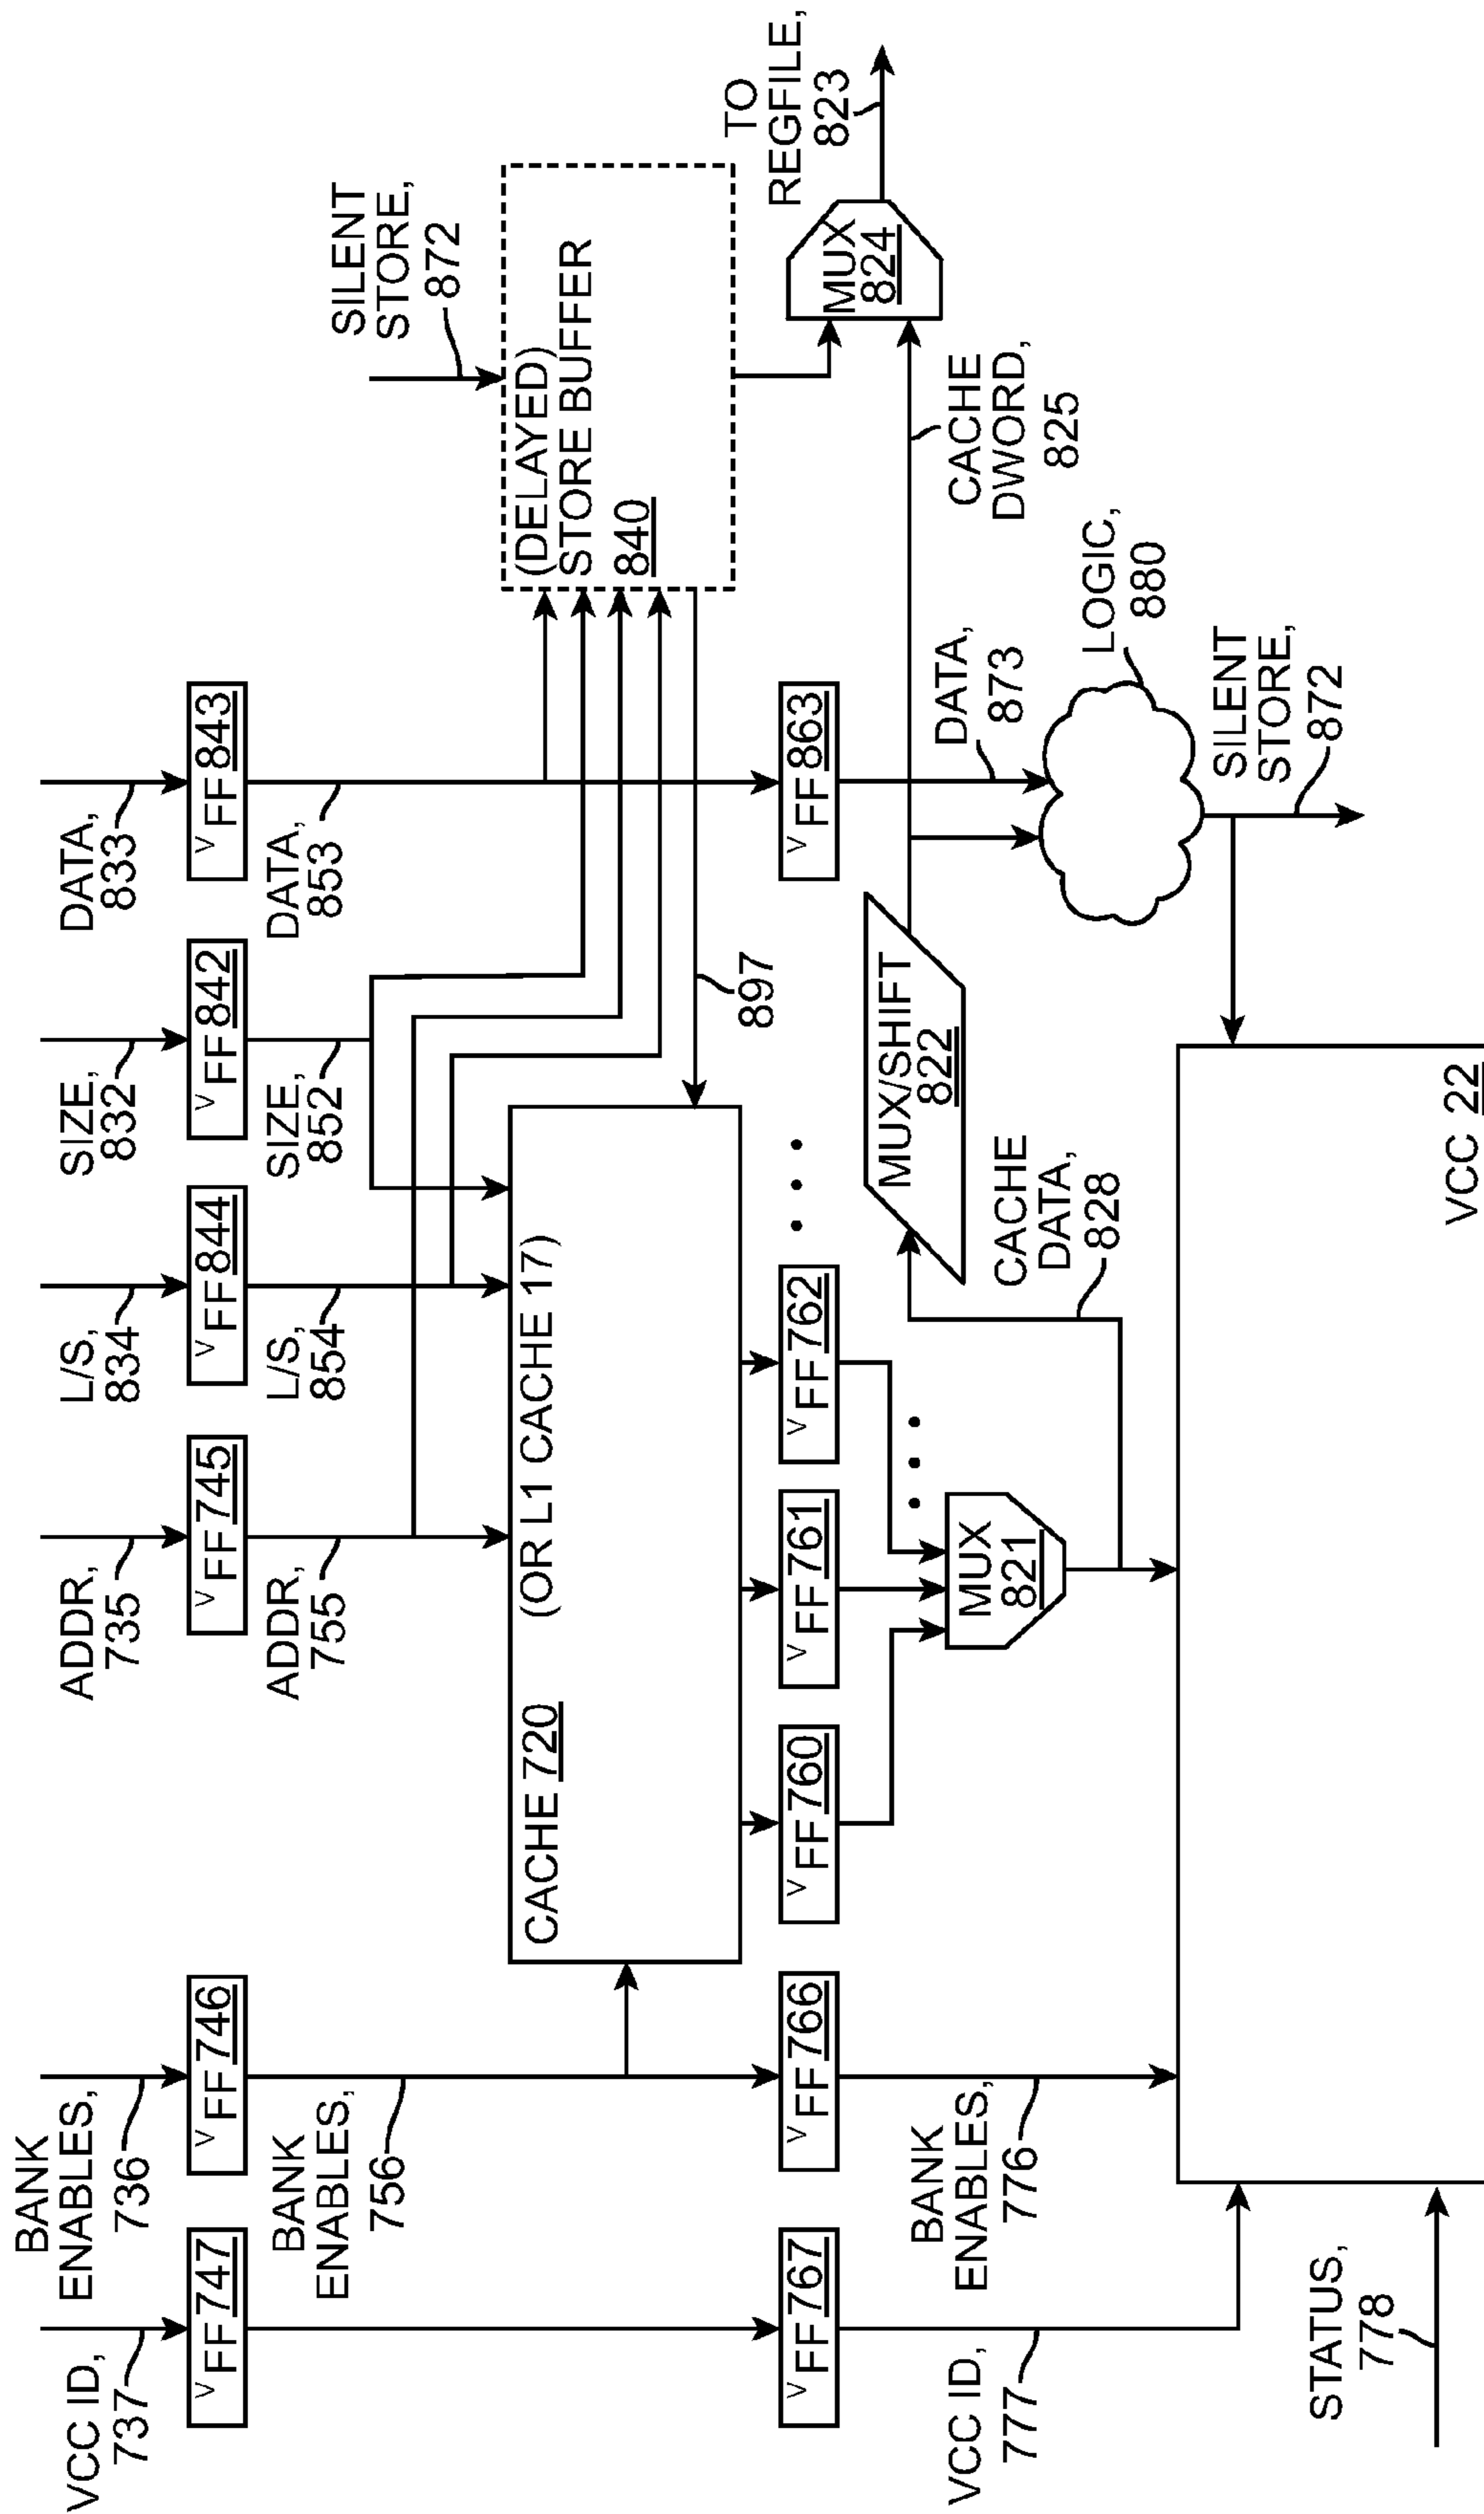 VCC ID,
737
BANK
ENABLES,
736
ADDR,
735
L/S,
834
SIZE,
832
DATA,
833
FF 747
FF 746
FF 745
FF 844
FF 842
FF 843
BANK
ENABLES,
756
ADDR,
755
L/S,
854
SIZE,
852
DATA,
853
SILENT
STORE,
872
CACHE 720
(OR L1 CACHE 17)
(DELAYED)
STORE BUFFER
840
897
FF 767
FF 766
FF 760
FF 761
FF 762
FF 863
TO
REGFILE,
823
MUX
824
MUX/SHIFT
822
MUX
821
VCC ID,
777
BANK
ENABLES,
776
CACHE
DATA,
828
DATA,
873
CACHE
DWORD,
825
LOGIC,
880
SILENT
STORE,
872
STATUS,
778
VCC 22